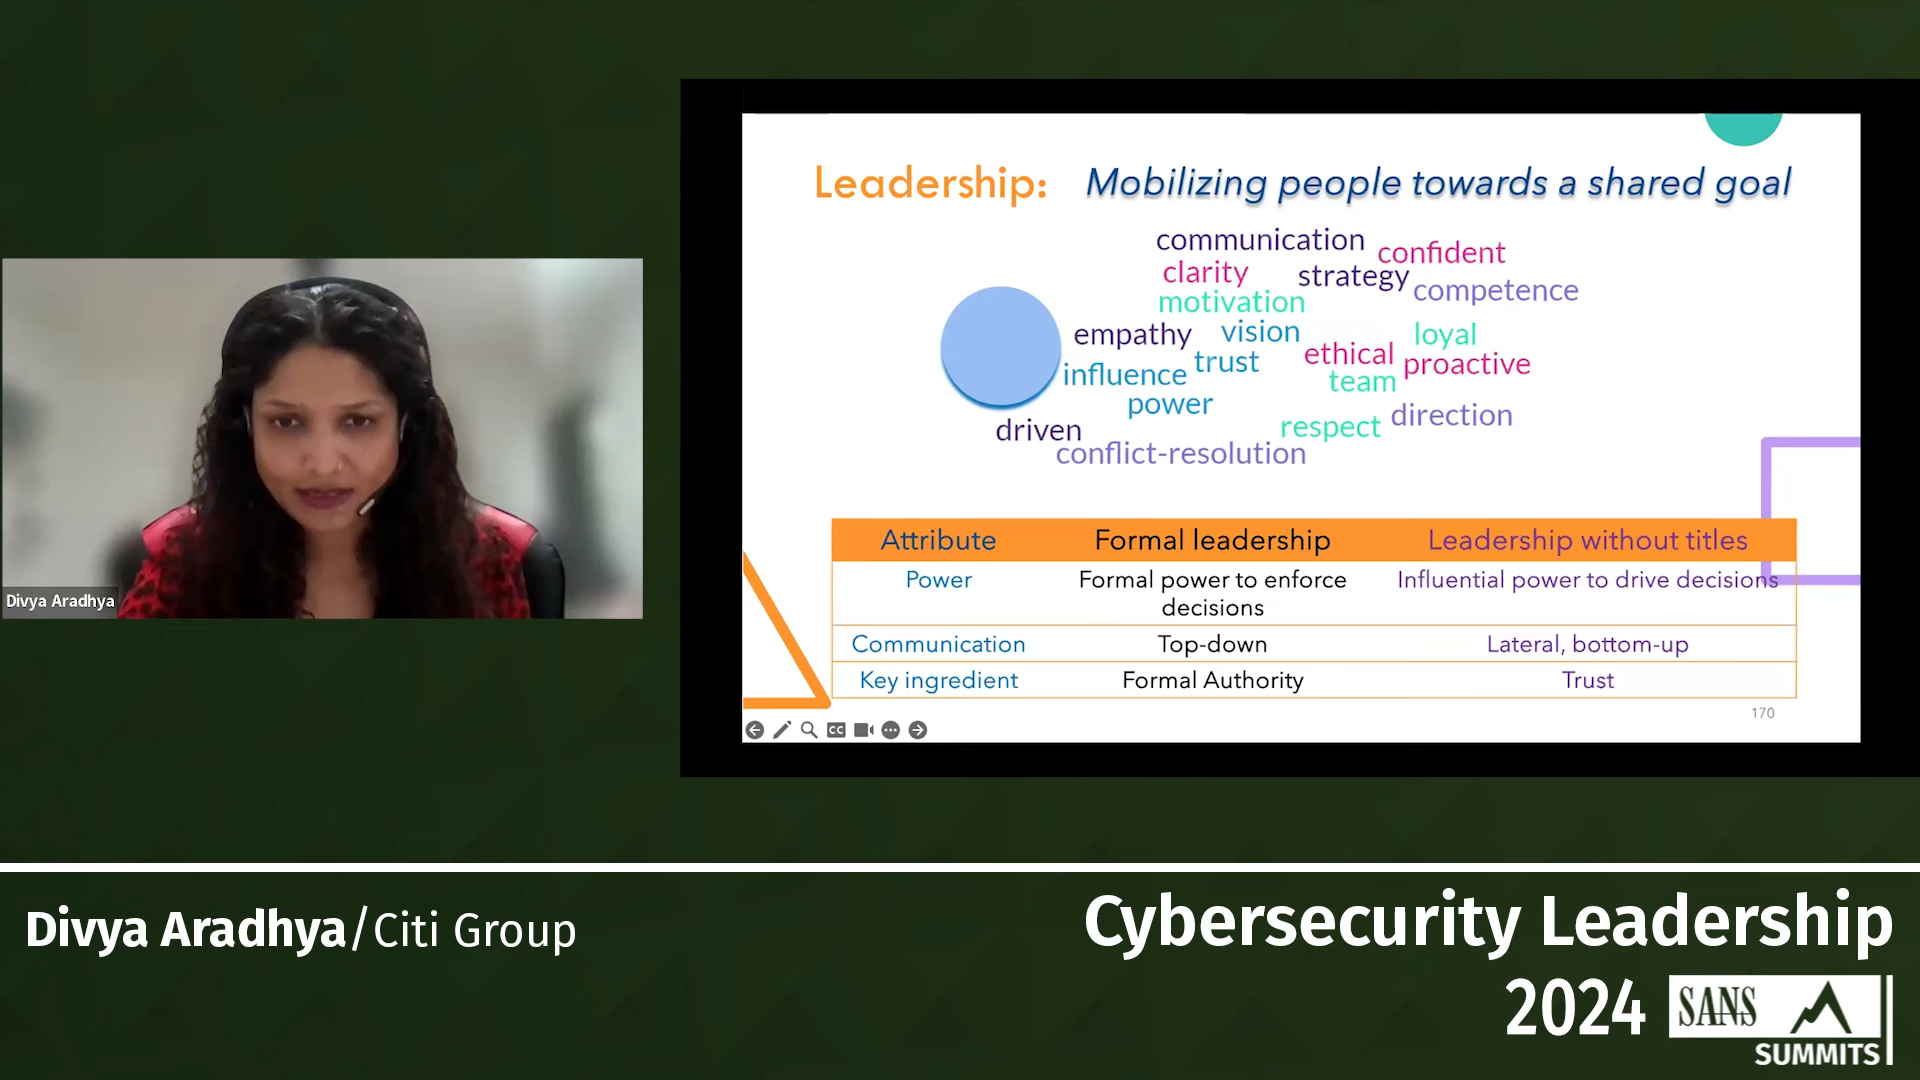 Leadership: Mobilizing people towards a shared goal
communication
confident
clarity
strategy
competence
motivation
empathy
vision
loyal
ethical
proactive
influence
trust
team
power
direction
driven
respect
conflict-resolution
Attribute Formal leadership Leadership without titles
Power Formal power to enforce Influential power to drive decisions
decisions
Communication Top-down Lateral, bottom-up
Key ingredient Formal Authority Trust
170
CC
Divya Aradhya
Divya Aradhya/Citi Group
Cybersecurity Leadership
2024 SANS
SUMMITS